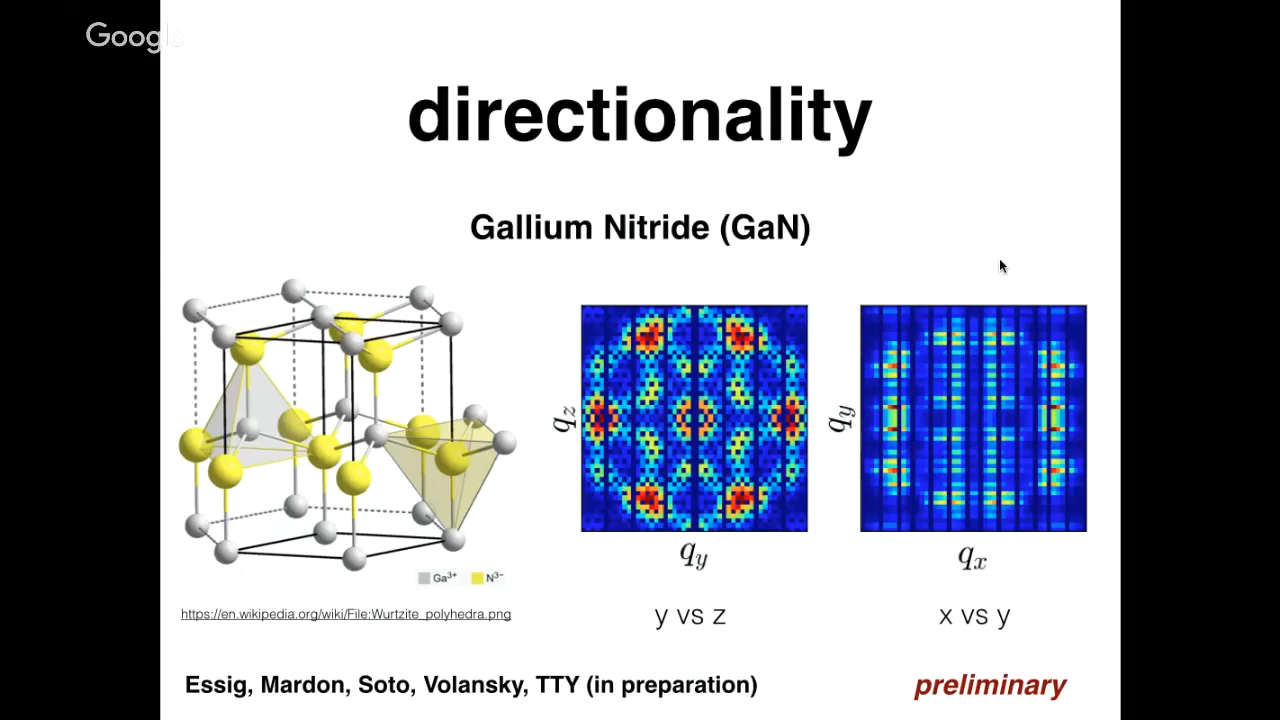 Google
directionality
Gallium Nitride (GaN)
q_z
q_y
q_y
q_x
Ga³⁺ N³⁻
https://en.wikipedia.org/wiki/File:Wurtzite_polyhedra.png
y vs z
x vs y
Essig, Mardon, Soto, Volansky, TTY (in preparation)
preliminary